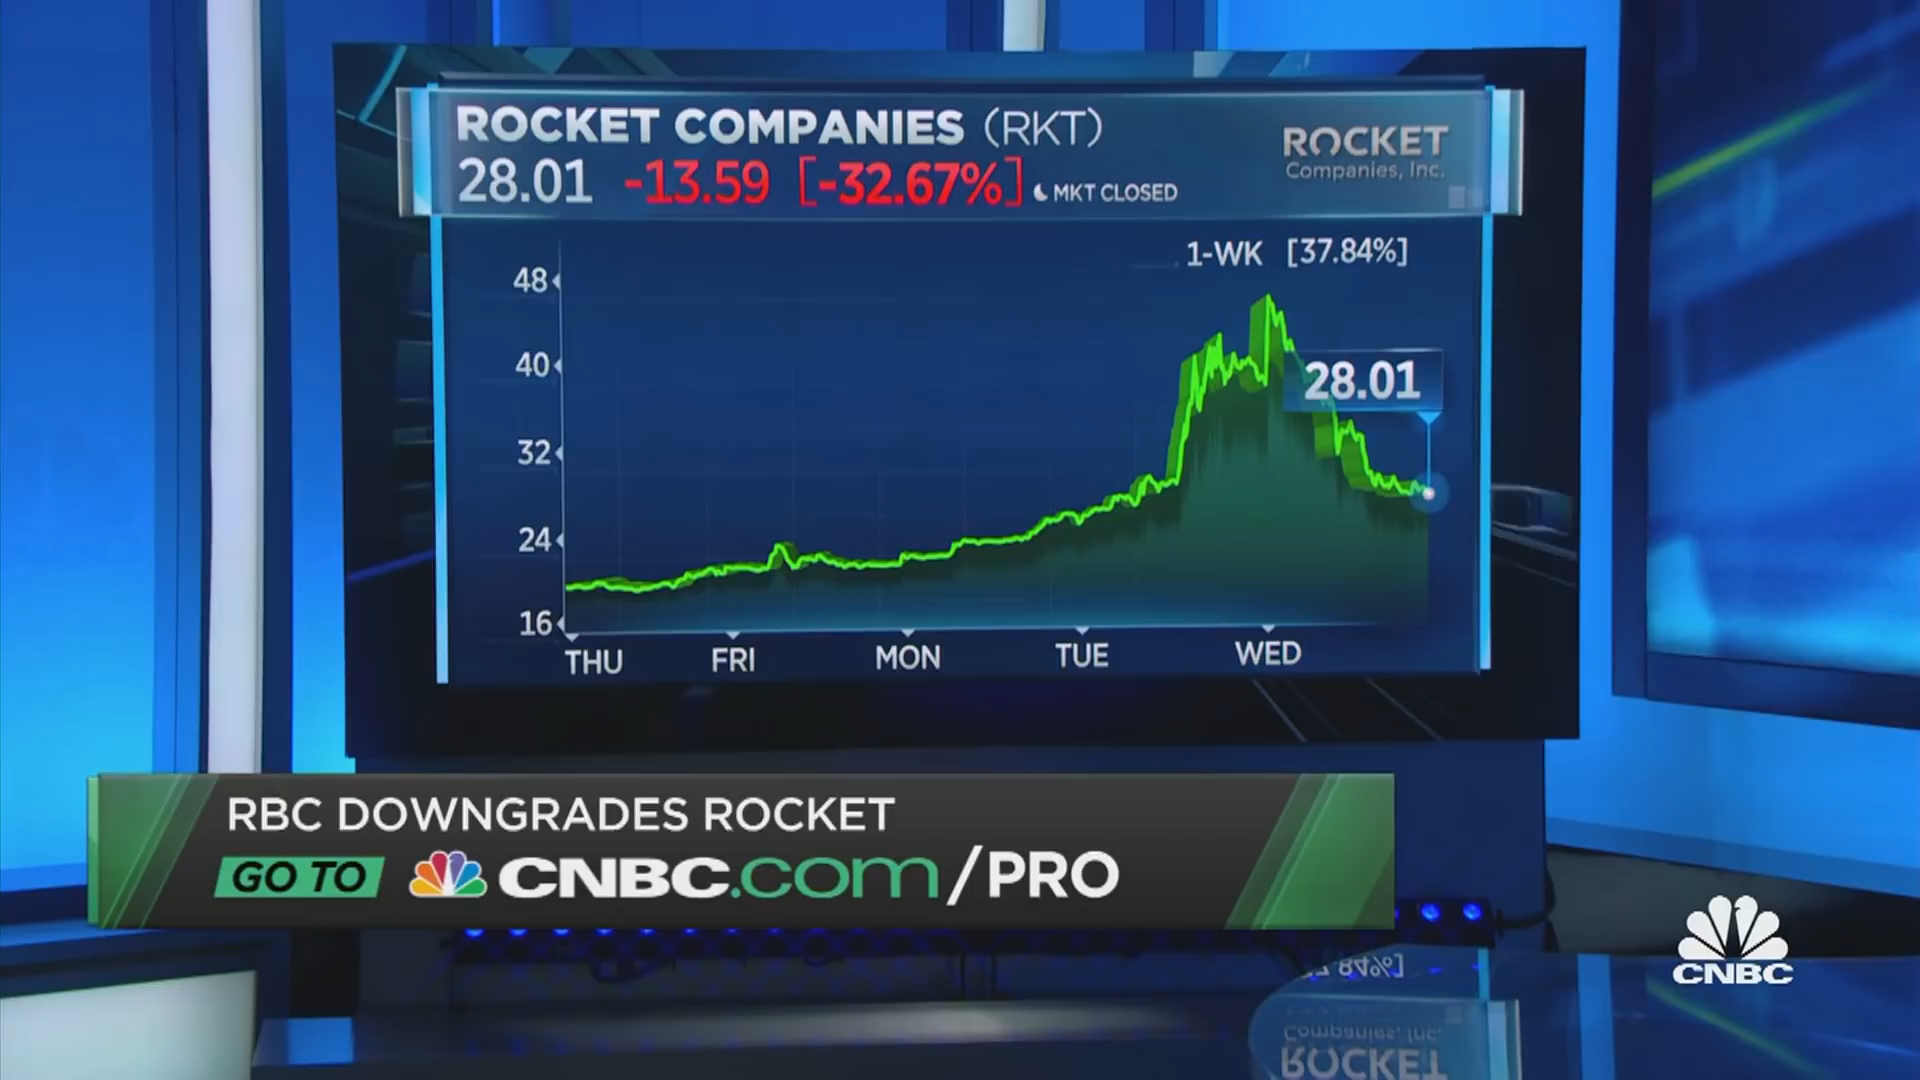 ROCKET COMPANIES (RKT)
28.01 -13.59 [-32.67%] MKT CLOSED
ROCKET
Companies, Inc.
1-WK [37.84%]
48
40
32
24
16
28.01
THU FRI MON TUE WED
RBC DOWNGRADES ROCKET
GO TO CNBC.com/PRO
CNBC